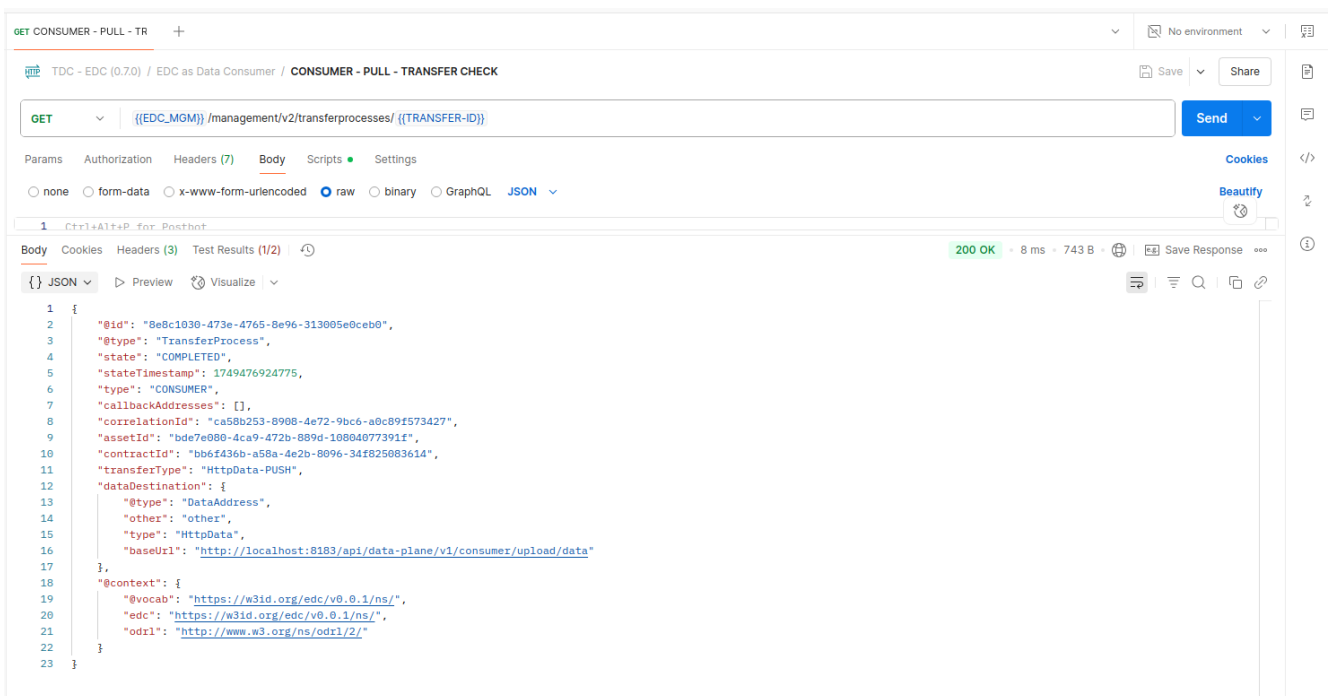 GET CONSUMER - PULL - TR
No environment
HTTP TDC - EDC (0.7.0) / EDC as Data Consumer / CONSUMER - PULL - TRANSFER CHECK
Save
Share
GET {{EDC_MGM}} /management/v2/transferprocesses/ {{TRANSFER-ID}}
Send
Params Authorization Headers (7) Body Scripts Settings Cookies
none form-data x-www-form-urlencoded raw binary GraphQL JSON Beautify
1 Ctrl+Alt+P for Postbot
Body Cookies Headers (3) Test Results (1/2) 200 OK 8 ms 743 B e.g. Save Response
{} JSON Preview Visualize
1 {
2 "@id": "8e8c1030-473e-4765-8e96-313005e0ceb0",
3 "@type": "TransferProcess",
4 "state": "COMPLETED",
5 "stateTimestamp": 1749476924775,
6 "type": "CONSUMER",
7 "callbackAddresses": [],
8 "correlationId": "ca58b253-8908-4e72-9bc6-a0c89f573427",
9 "assetId": "bde7e080-4ca9-472b-889d-10804077391f",
10 "contractId": "bb6f436b-a58a-4e2b-8096-34f825083614",
11 "transferType": "HttpData-PUSH",
12 "dataDestination": {
13 "@type": "DataAddress",
14 "other": "other",
15 "type": "HttpData",
16 "baseUrl": "http://localhost:8183/api/data-plane/v1/consumer/upload/data"
17 },
18 "@context": {
19 "@vocab": "https://w3id.org/edc/v0.0.1/ns/",
20 "edc": "https://w3id.org/edc/v0.0.1/ns/",
21 "odrl": "http://www.w3.org/ns/odrl/2/"
22 }
23 }